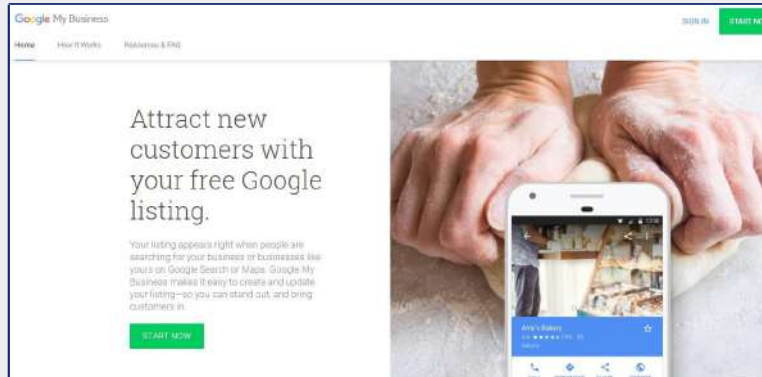 Google My Business
SIGN IN
START NO
Home
How It Works
Resources & FAQ
Attract new
customers with
your free Google
listing.
Your listing appears right when people are
searching for your business or businesses like
yours on Google Search or Maps. Google My
Business makes it easy to create and update
your listing—so you can stand out, and bring
customers in.
START NOW
Bakery